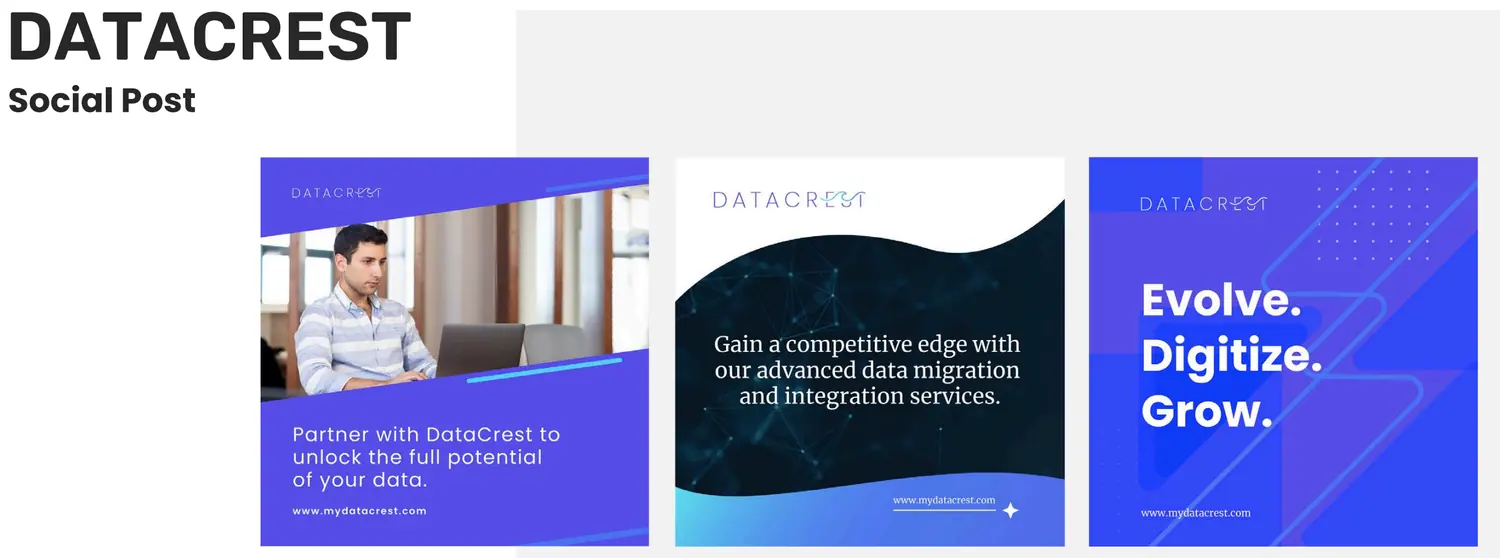 DATACREST
Social Post
DATACREST
Partner with DataCrest to
unlock the full potential
of your data.
www.mydatacrest.com
DATACREST
Gain a competitive edge with
our advanced data migration
and integration services.
www.mydatacrest.com
DATACREST
Evolve.
Digitize.
Grow.
www.mydatacrest.com